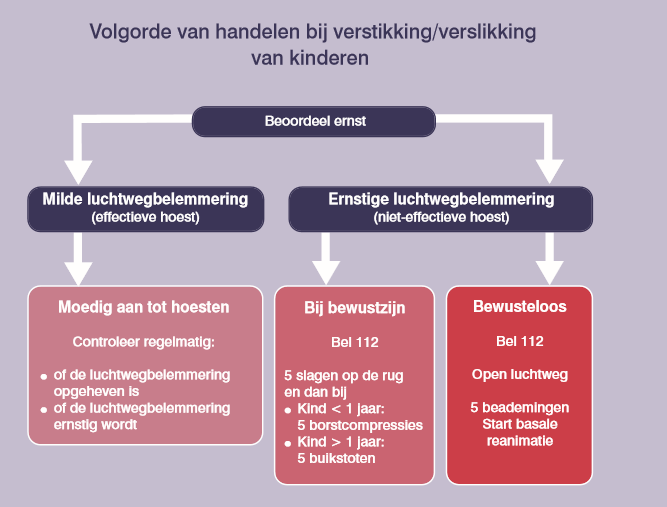 Volgorde van handelen bij verstikking/verslikking
van kinderen
Beoordeel ernst
Milde luchtwegbelemmering
(effectieve hoest)
Ernstige luchtwegbelemmering
(niet-effectieve hoest)
Moedig aan tot hoesten
Controleer regelmatig:
• of de luchtwegbelemmering
opgeheven is
• of de luchtwegbelemmering
ernstig wordt
Bij bewustzijn
Bel 112
5 slagen op de rug
en dan bij
• Kind < 1 jaar:
5 borstcompressies
• Kind > 1 jaar:
5 buikstoten
Bewusteloos
Bel 112
Open luchtweg
5 beademingen
Start basale
reanimatie